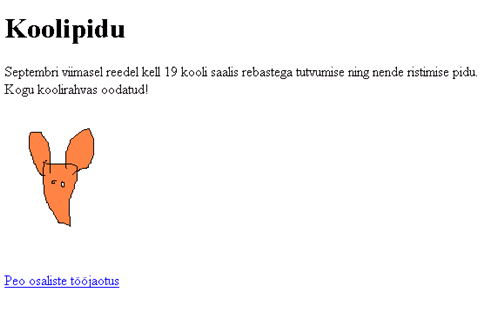 Koolipidu
Septembri viimasel reedel kell 19 kooli saalis rebastega tutvumise ning nende ristimise pidu.
Kogu koolirahvas oodatud!
Peo osaliste tööjaotus